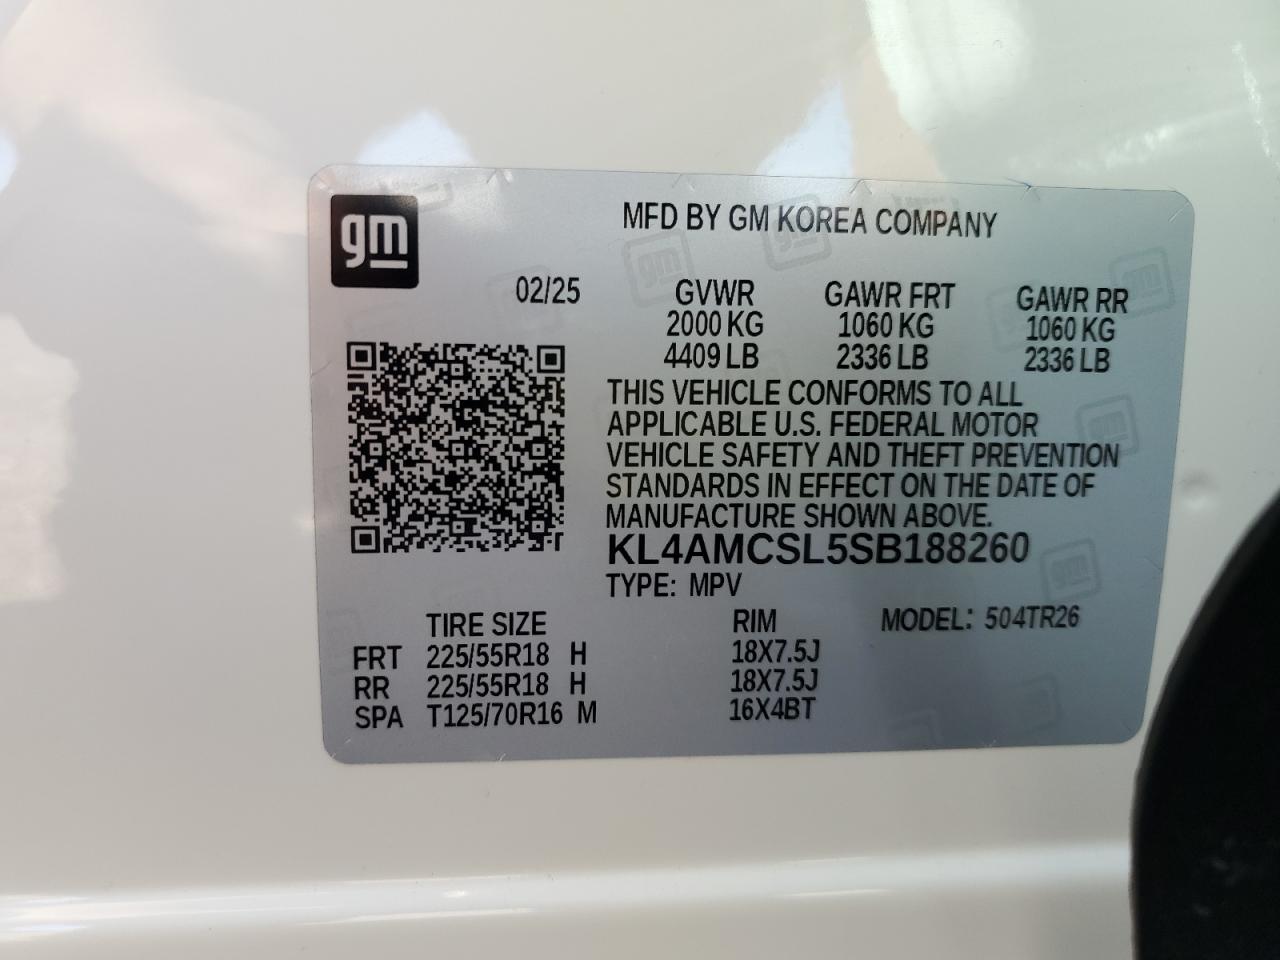 gm
MFD BY GM KOREA COMPANY
02/25 GVWR GAWR FRT GAWR RR
2000 KG 1060 KG 1060 KG
4409 LB 2336 LB 2336 LB
THIS VEHICLE CONFORMS TO ALL
APPLICABLE U.S. FEDERAL MOTOR
VEHICLE SAFETY AND THEFT PREVENTION
STANDARDS IN EFFECT ON THE DATE OF
MANUFACTURE SHOWN ABOVE.
KL4AMCSL5SB188260
TYPE: MPV
TIRE SIZE RIM MODEL: 504TR26
FRT 225/55R18 H 18X7.5J
RR 225/55R18 H 18X7.5J
SPA T125/70R16 M 16X4BT